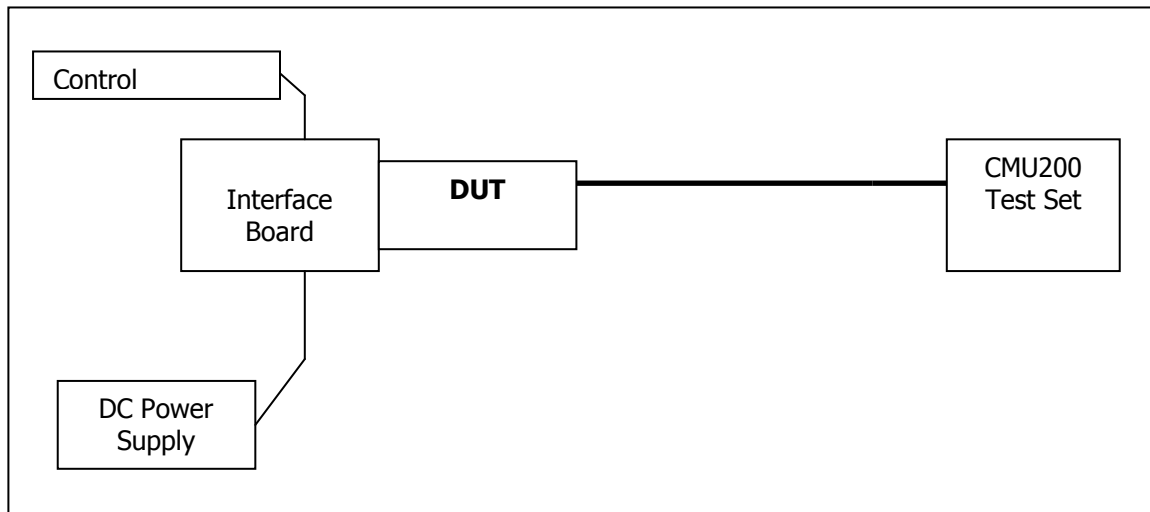 Control
Interface
Board
DUT
CMU200
Test Set
DC Power
Supply